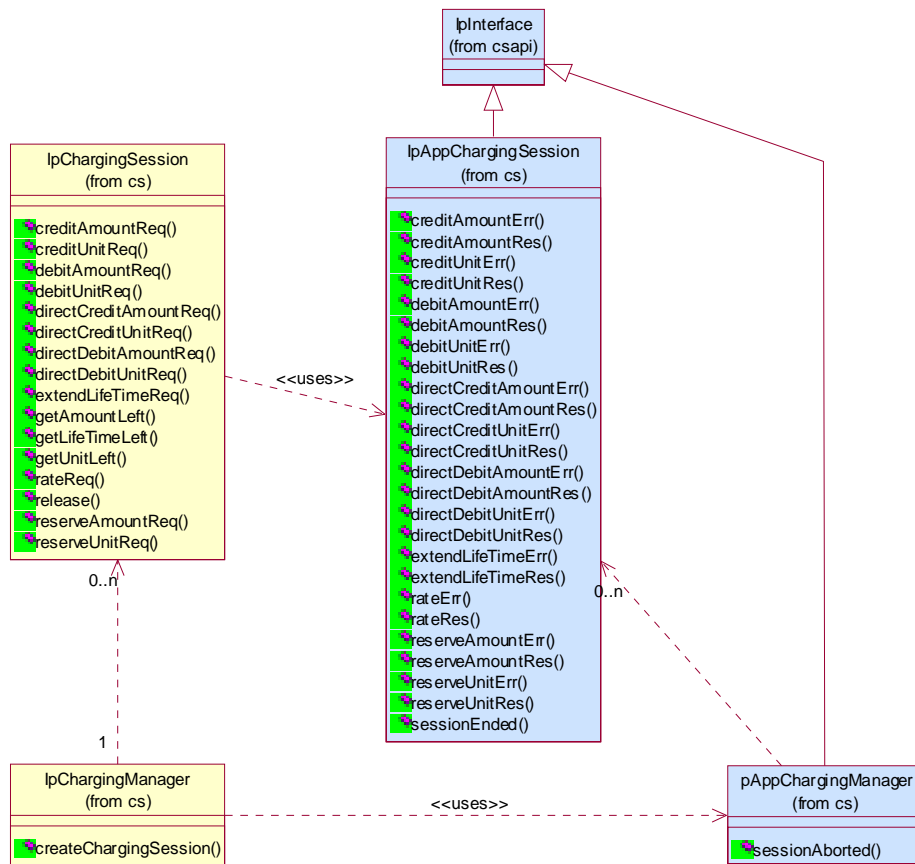 IpInterface
(from csapi)
IpChargingSession
(from cs)
creditAmountReq()
creditUnitReq()
debitAmountReq()
debitUnitReq()
directCreditAmountReq()
directCreditUnitReq()
directDebitAmountReq()
directDebitUnitReq()
extendLifeTimeReq()
getAmountLeft()
getLifeTimeLeft()
getUnitLeft()
rateReq()
release()
reserveAmountReq()
reserveUnitReq()
<<uses>>
IpAppChargingSession
(from cs)
creditAmountErr()
creditAmountRes()
creditUnitErr()
creditUnitRes()
debitAmountErr()
debitAmountRes()
debitUnitErr()
debitUnitRes()
directCreditAmountErr()
directCreditAmountRes()
directCreditUnitErr()
directCreditUnitRes()
directDebitAmountErr()
directDebitAmountRes()
directDebitUnitErr()
directDebitUnitRes()
extendLifeTimeErr()
extendLifeTimeRes()
rateErr()
rateRes()
reserveAmountErr()
reserveAmountRes()
reserveUnitErr()
reserveUnitRes()
sessionEnded()
0..n
0..n
1
IpChargingManager
(from cs)
createChargingSession()
<<uses>>
pAppChargingManager
(from cs)
sessionAborted()